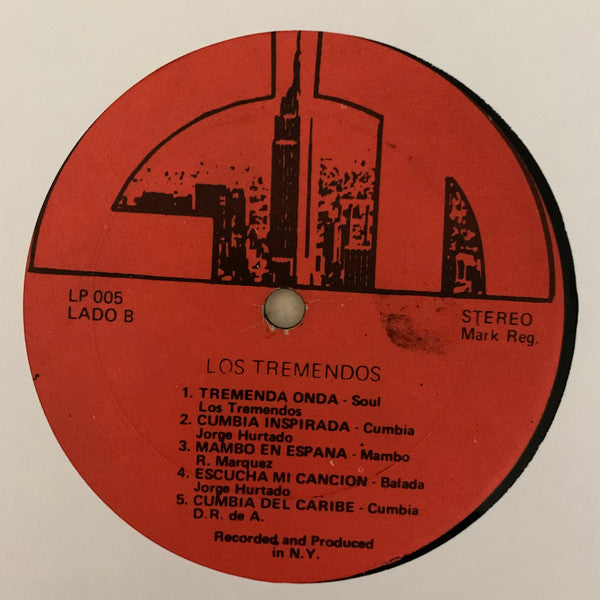 LP 005
LADO B
STEREO
Mark Reg.
LOS TREMENDOS
1. TREMENDA ONDA - Soul
Los Tremendos
2. CUMBIA INSPIRADA - Cumbia
Jorge Hurtado
3. MAMBO EN ESPANA - Mambo
R. Marquez
4. ESCUCHA MI CANCION - Balada
Jorge Hurtado
5. CUMBIA DEL CARIBE - Cumbia
D.R. de A.
Recorded and Produced
in N.Y.